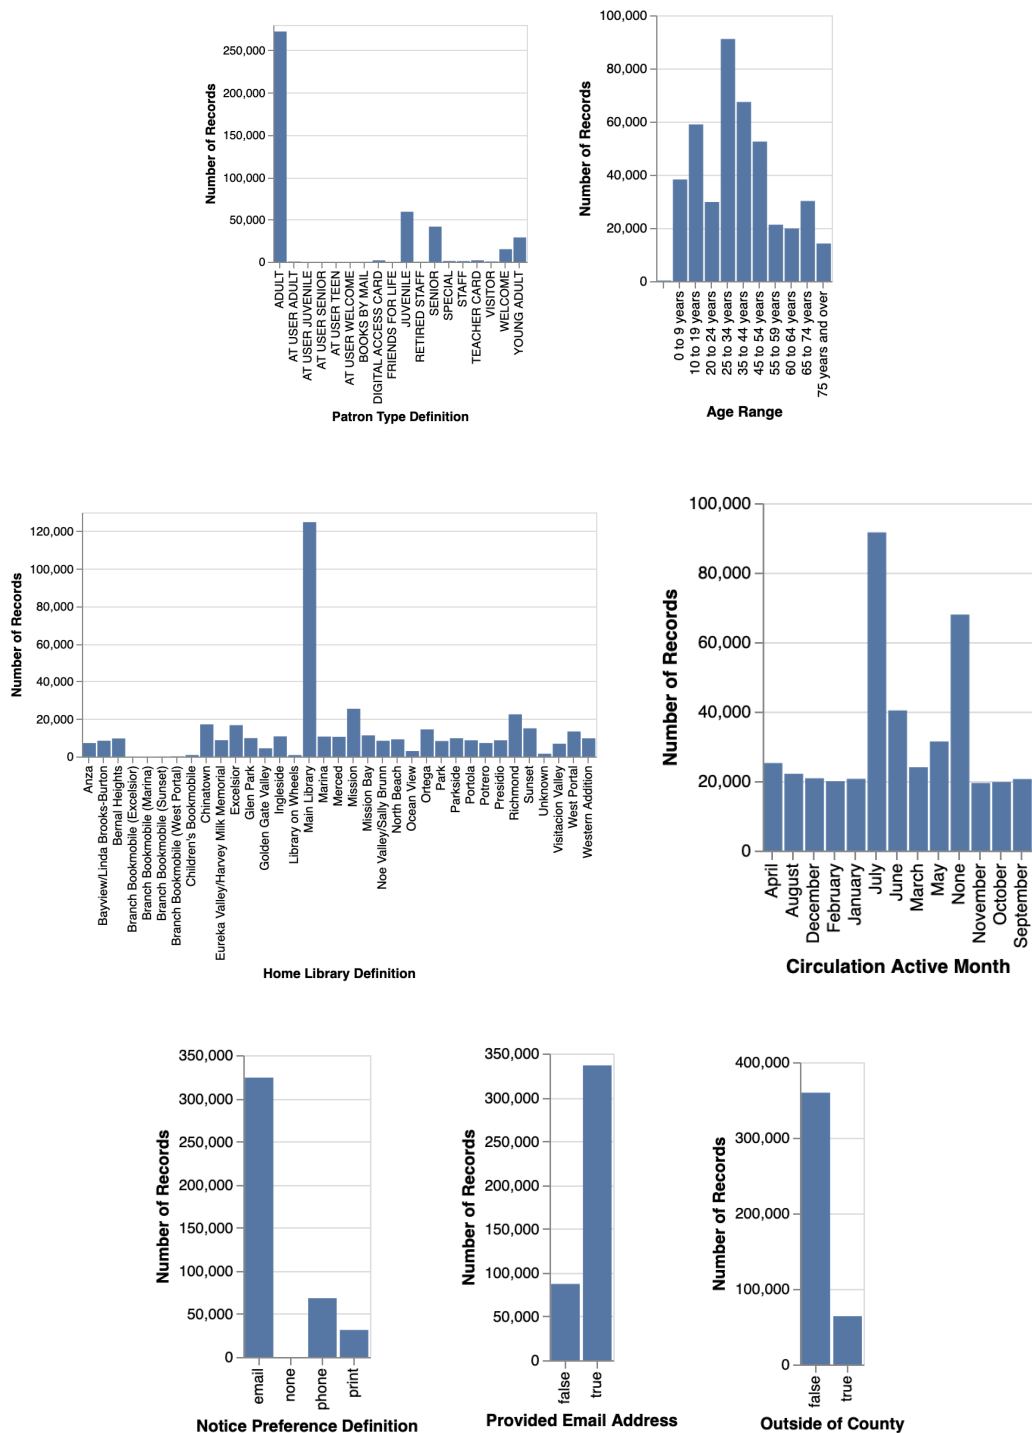 250,000
200,000
150,000
100,000
50,000
0
Number of Records
ADULT
AT USER ADULT
AT USER JUVENILE
AT USER SENIOR
AT USER TEEN
AT USER WELCOME
BOOKS BY MAIL
DIGITAL ACCESS CARD
FRIENDS FOR LIFE
JUVENILE
RETIRED STAFF
SENIOR
SPECIAL
STAFF
TEACHER CARD
VISITOR
WELCOME
YOUNG ADULT
Patron Type Definition
100,000
80,000
60,000
40,000
20,000
0
Number of Records
0 to 9 years
10 to 19 years
20 to 24 years
25 to 34 years
35 to 44 years
45 to 54 years
55 to 59 years
60 to 64 years
65 to 74 years
75 years and over
Age Range
120,000
100,000
80,000
60,000
40,000
20,000
0
Number of Records
Anza
Bayview/Linda Brooks-Burton
Bernal Heights
Branch Bookmobile (Excelsior)
Branch Bookmobile (Marina)
Branch Bookmobile (Sunset)
Branch Bookmobile (West Portal)
Children's Bookmobile
Chinatown
Eureka Valley/Harvey Milk Memorial
Excelsior
Glen Park
Golden Gate Valley
Ingleside
Library on Wheels
Main Library
Marina
Merced
Mission
Mission Bay
Noe Valley/Sally Brunn
North Beach
Ocean View
Ortega
Park
Parkside
Portola
Potrero
Presidio
Richmond
Sunset
Unknown
Visitacion Valley
West Portal
Western Addition
Home Library Definition
100,000
80,000
60,000
40,000
20,000
0
Number of Records
April
August
December
February
January
July
June
March
May
None
November
October
September
Circulation Active Month
350,000
300,000
250,000
200,000
150,000
100,000
50,000
0
Number of Records
email
none
phone
print
Notice Preference Definition
350,000
300,000
250,000
200,000
150,000
100,000
50,000
0
Number of Records
false
true
Provided Email Address
400,000
300,000
200,000
100,000
0
Number of Records
false
true
Outside of County